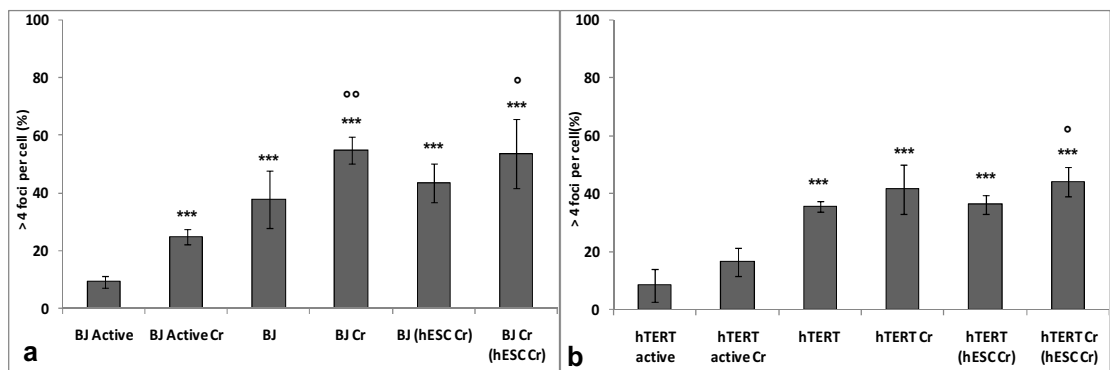 100
80
60
40
20
0
> 4 foci per cell (%)
***
***
°°
***
***
°
***
BJ Active
BJ Active Cr
BJ
BJ Cr
BJ (hESC Cr)
BJ Cr
(hESC Cr)
a
100
80
60
40
20
0
> 4 foci per cell(%)
***
***
***
°
***
hTERT
active
hTERT
active Cr
hTERT
hTERT Cr
hTERT
(hESC Cr)
hTERT Cr
(hESC Cr)
b